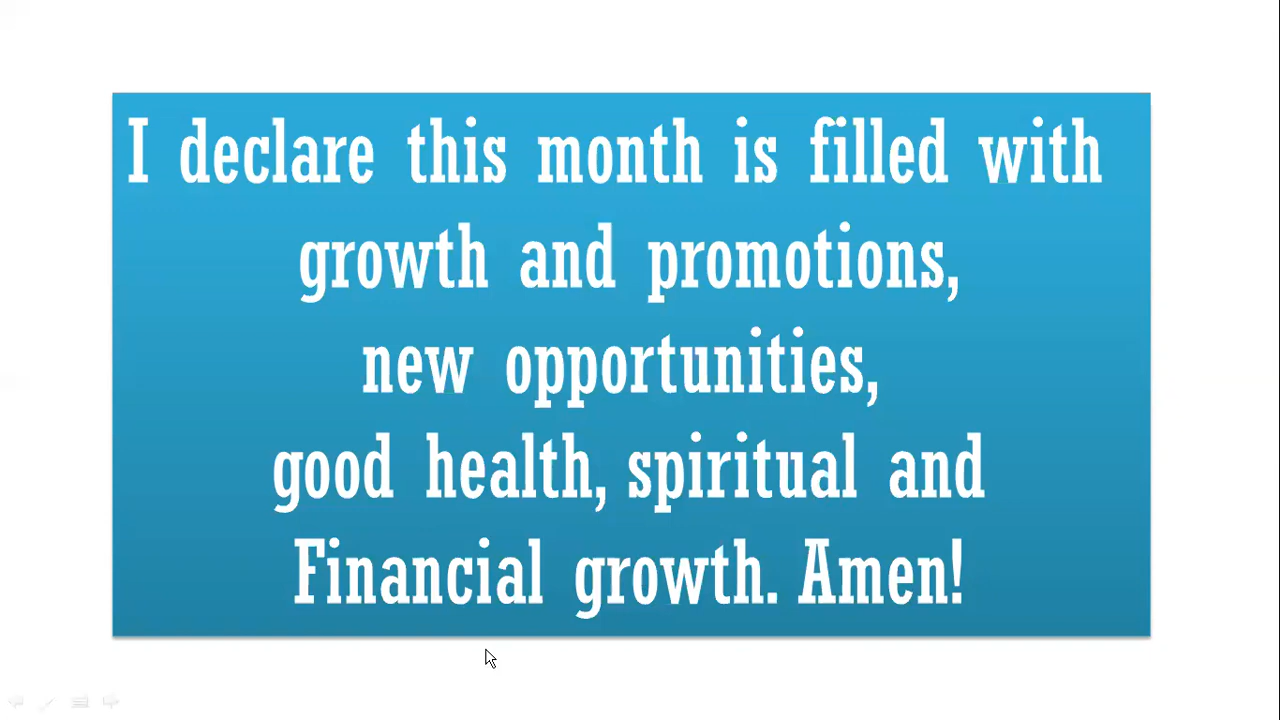 I declare this month is filled with
growth and promotions,
new opportunities,
good health, spiritual and
Financial growth. Amen!